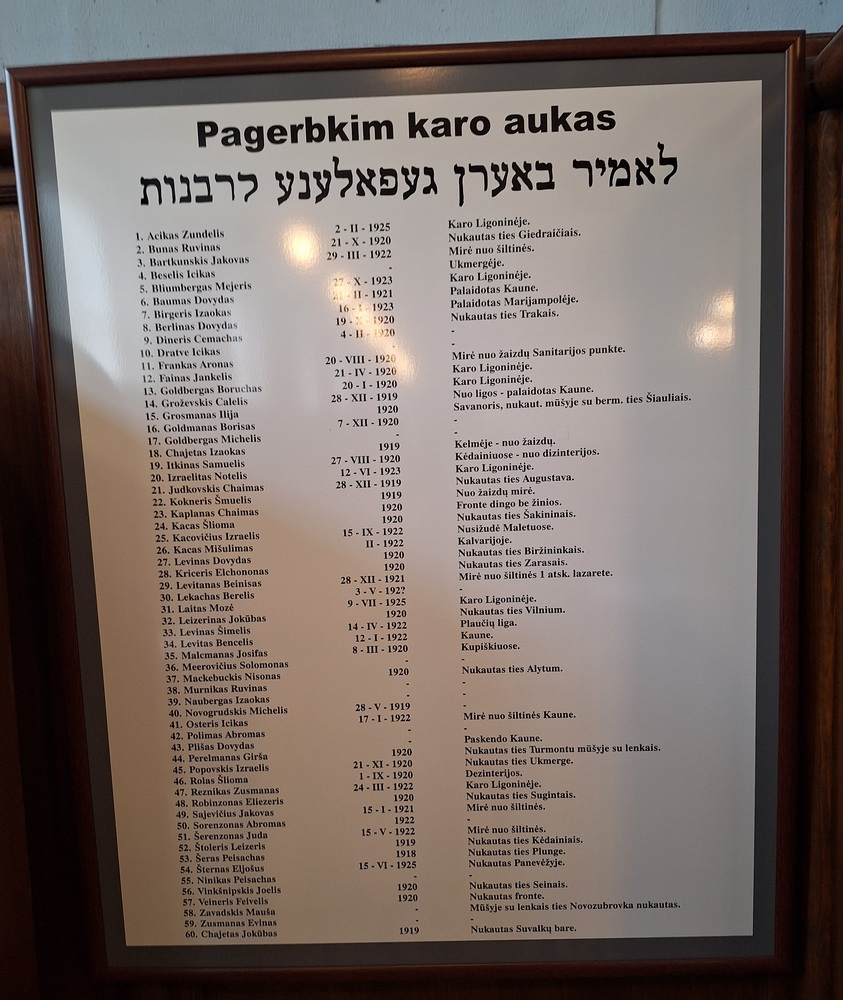 Pagerbkim karo aukas
לאמיר באערן געפאלענע קרבנות
1. Acikas Zundelis 2 - II - 1925 Karo Ligoninėje.
2. Bunas Ruvinas 21 - X - 1920 Nukautas ties Giedraičiais.
3. Bartkunskis Jakovas 29 - III - 1922 Mirė nuo šiltinės.
4. Beselis Icikas - Ukmergėje.
5. Bliumbergas Mejeris 27 - X - 1923 Karo Ligoninėje.
6. Baumas Dovydas - II - 1921 Palaidotas Kaune.
7. Birgeris Izaokas 16 - I - 1923 Palaidotas Marijampolėje.
8. Berlinas Dovydas 19 - X - 1920 Nukautas ties Trakais.
9. Dineris Cemachas 4 - II - 1920 -
10. Dratve Icikas - -
11. Frankas Aronas 20 - VIII - 1920 Mirė nuo žaizdų Sanitarijos punkte.
12. Fainas Jankelis 21 - IV - 1920 Karo Ligoninėje.
13. Goldbergas Boruchas 20 - I - 1920 Karo Ligoninėje.
14. Groževskis Calelis 28 - XII - 1919 Nuo ligos - palaidotas Kaune.
15. Grosmanas Ilija 1920 Savanoris, nukaut. mūšyje su berm. ties Šiauliais.
16. Goldmanas Borisas 7 - XII - 1920 -
17. Goldbergas Michelis - -
18. Chajetas Izaokas 1919 Kelmėje - nuo žaizdų.
19. Itkinas Samuelis 27 - VIII - 1920 Kėdainiuose - nuo dizinterijos.
20. Izraelitas Notelis 12 - VI - 1923 Karo Ligoninėje.
21. Judkovskis Chaimas 28 - XII - 1919 Nukautas ties Augustava.
22. Kokneris Šmuelis 1919 Nuo žaizdų mirė.
23. Kaplanas Chaimas 1920 Fronte dingo be žinios.
24. Kacas Šlioma 1920 Nukautas ties Šakininais.
25. Kacovičius Izraelis 15 - IX - 1922 Nusižudė Maletuose.
26. Kacas Mišulimas II - 1922 Kalvarijoje.
27. Levinas Dovydas 1920 Nukautas ties Biržininkais.
28. Kriceris Elchononas 1920 Nukautas ties Zarasais.
29. Levitanas Beinisas 28 - XII - 1921 Mirė nuo šiltinės 1 atsk. lazarete.
30. Lekachas Berelis 3 - V - 192? -
31. Laitas Mozė 9 - VII - 1925 Karo Ligoninėje.
32. Leizerinas Jokūbas 1920 Nukautas ties Vilnium.
33. Levinas Šimelis 14 - IV - 1922 Plaučių liga.
34. Levitas Bencelis 12 - I - 1922 Kaune.
35. Malcmanas Josifas 8 - III - 1920 Kupiškiuose.
36. Meerovičius Solomonas - -
37. Mackebuckis Nisonas 1920 Nukautas ties Alytum.
38. Murnikas Ruvinas - -
39. Naubergas Izaokas - -
40. Novogrudskis Michelis 28 - V - 1919 -
41. Osteris Icikas 17 - I - 1922 Mirė nuo šiltinės Kaune.
42. Polimas Abromas - -
43. Plišas Dovydas - Paskendo Kaune.
44. Perelmanas Girša 1920 Nukautas ties Turmontu mūšyje su lenkais.
45. Popovskis Izraelis 21 - XI - 1920 Nukautas ties Ukmerge.
46. Rolas Šlioma 1 - IX - 1920 Dezinterijos.
47. Reznikas Zusmanas 24 - III - 1922 Karo Ligoninėje.
48. Robinzonas Eliezeris 1920 Nukautas ties Sugintais.
49. Sajevičius Jakovas 15 - I - 1921 Mirė nuo šiltinės.
50. Sorenzonas Abromas 1922 -
51. Šerenzonas Juda 15 - V - 1922 Mirė nuo šiltinės.
52. Štoleris Leizeris 1919 Nukautas ties Kėdainiais.
53. Šeras Peisachas 1918 Nukautas ties Plunge.
54. Šternas Eljošus 15 - VI - 1925 Nukautas Panevėžyje.
55. Ninikas Peisachas - -
56. Vinkšnipskis Joelis 1920 Nukautas ties Seinais.
57. Veineris Feivelis 1920 Nukautas fronte.
58. Zavadskis Mauša - Mūšyje su lenkais ties Novozubrovka nukautas.
59. Zusmanas Evinas - -
60. Chajetas Jokūbas 1919 Nukautas Suvalkų bare.